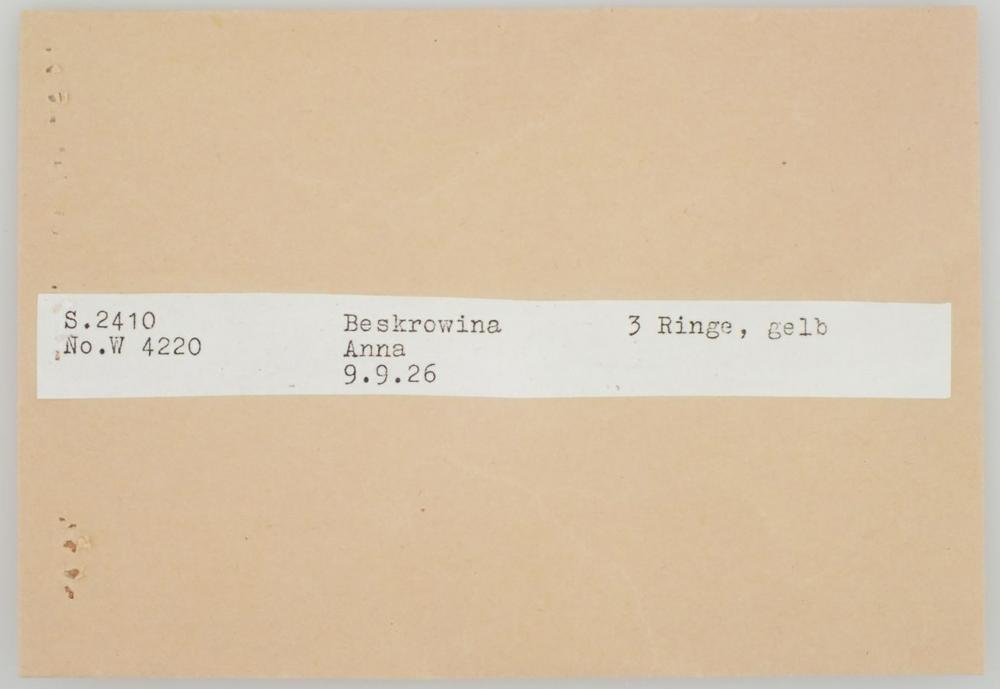 S.2410 Beskrowina 3 Ringe, gelb
No.W 4220 Anna
9.9.26